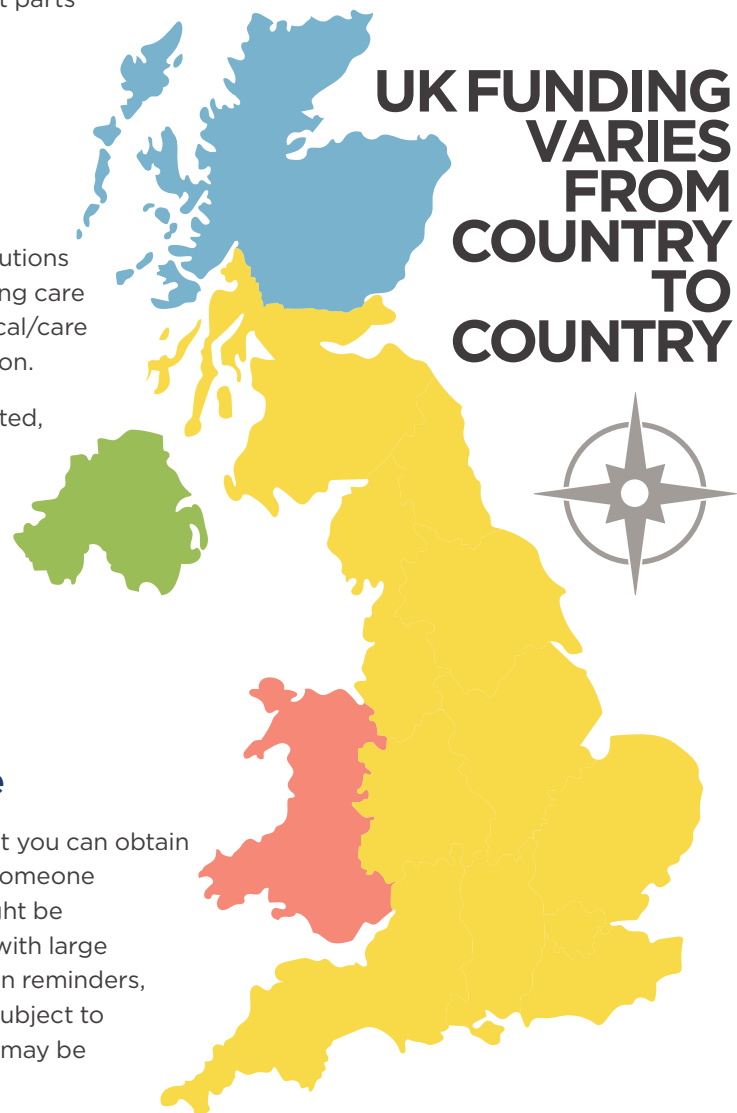 t parts
UK FUNDING
VARIES
FROM
COUNTRY
TO
COUNTRY
utions
ng care
cal/care
on.
ted,
e
t you can obtain
omeone
ght be
with large
n reminders,
ubject to
may be